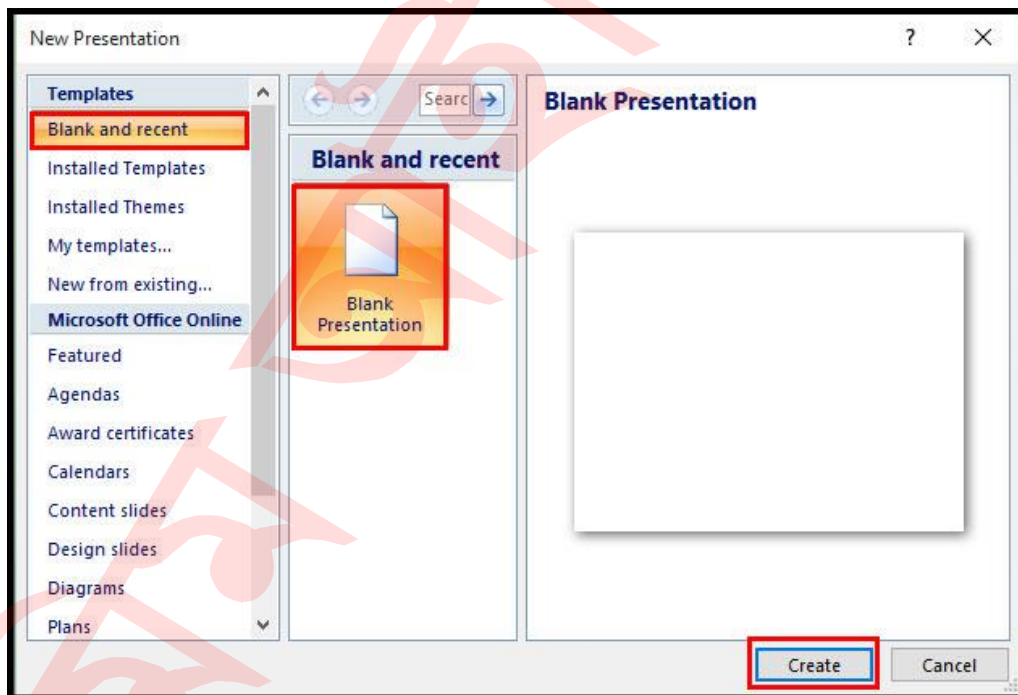 New Presentation
Templates
Blank and recent
Installed Templates
Installed Themes
My templates...
New from existing...
Microsoft Office Online
Featured
Agendas
Award certificates
Calendars
Content slides
Design slides
Diagrams
Plans
Searc
Blank and recent
Blank
Presentation
Blank Presentation
Create
Cancel